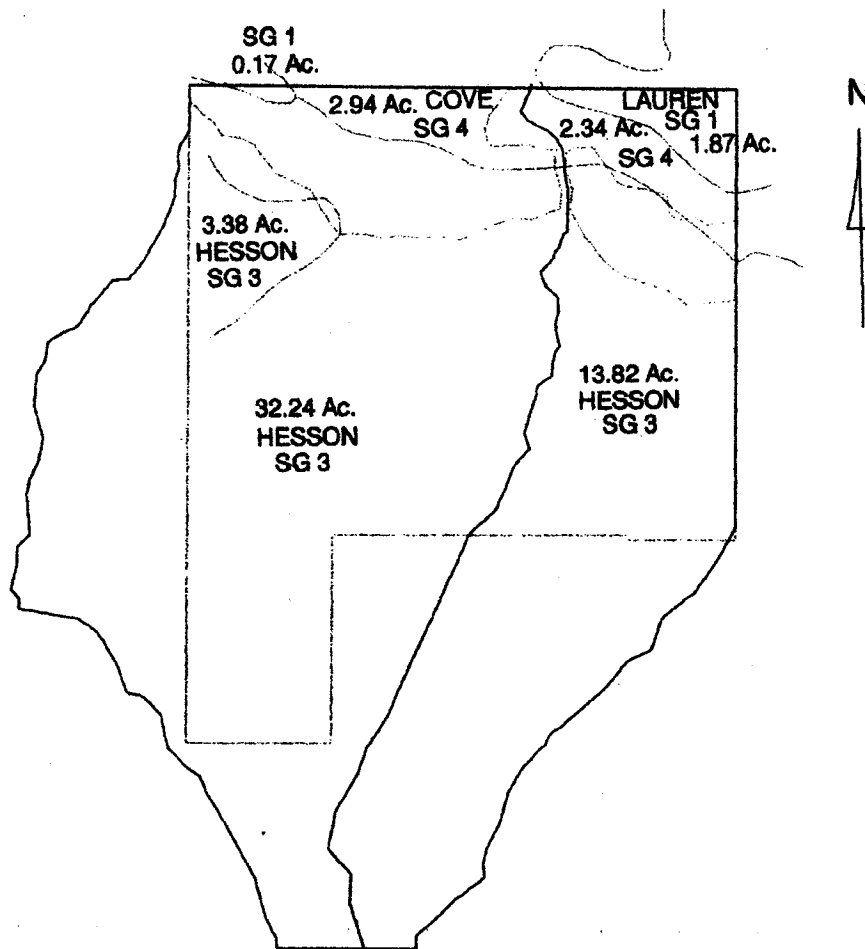 SG 1
0.17 Ac.
2.94 Ac. COVE
SG 4
LAUREN
SG 1
1.87 Ac.
2.34 Ac.
SG 4
N
3.38 Ac.
HESSON
SG 3
32.24 Ac.
HESSON
SG 3
13.82 Ac.
HESSON
SG 3